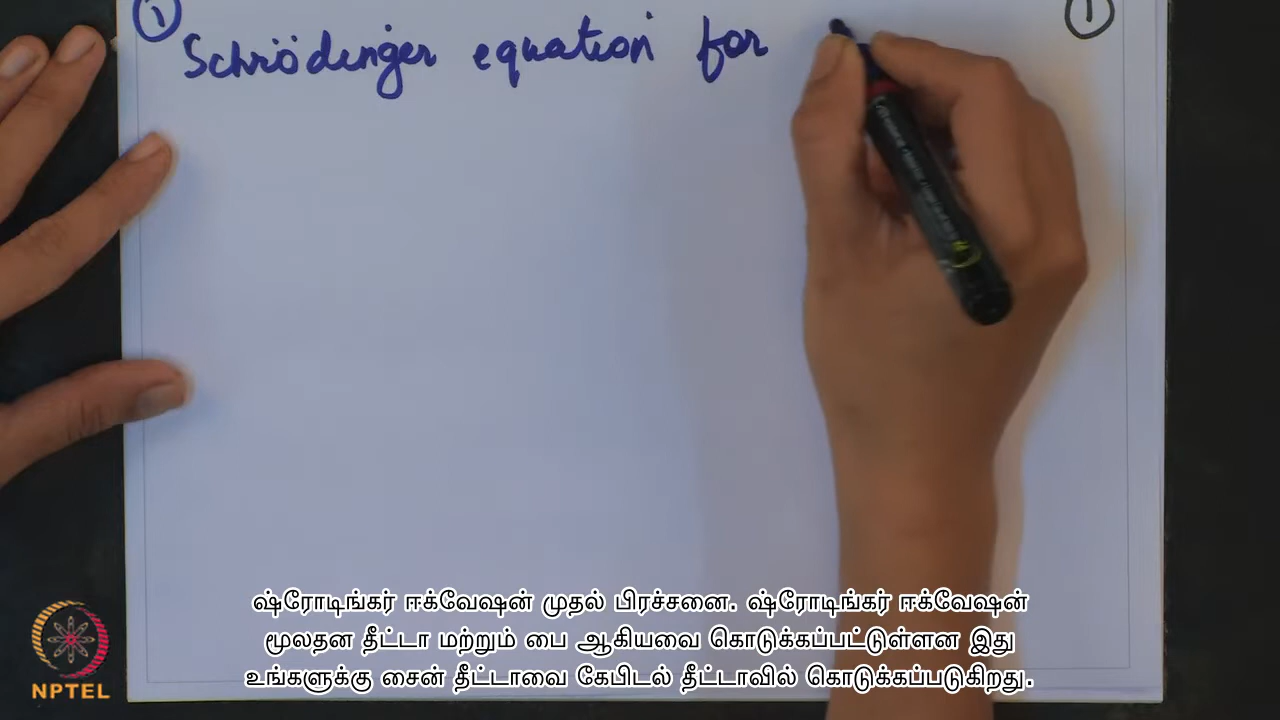 ① Schrödinger equation for ①
ஷ்ரோடிங்கர் ஈக்வேஷன் முதல் பிரச்சனை. ஷ்ரோடிங்கர் ஈக்வேஷன்
மூலதன தீட்டா மற்றும் பை ஆகியவை கொடுக்கப்பட்டுள்ளன இது
உங்களுக்கு சைன் தீட்டாவை கேபிடல் தீட்டாவில் கொடுக்கப்படுகிறது.
NPTEL